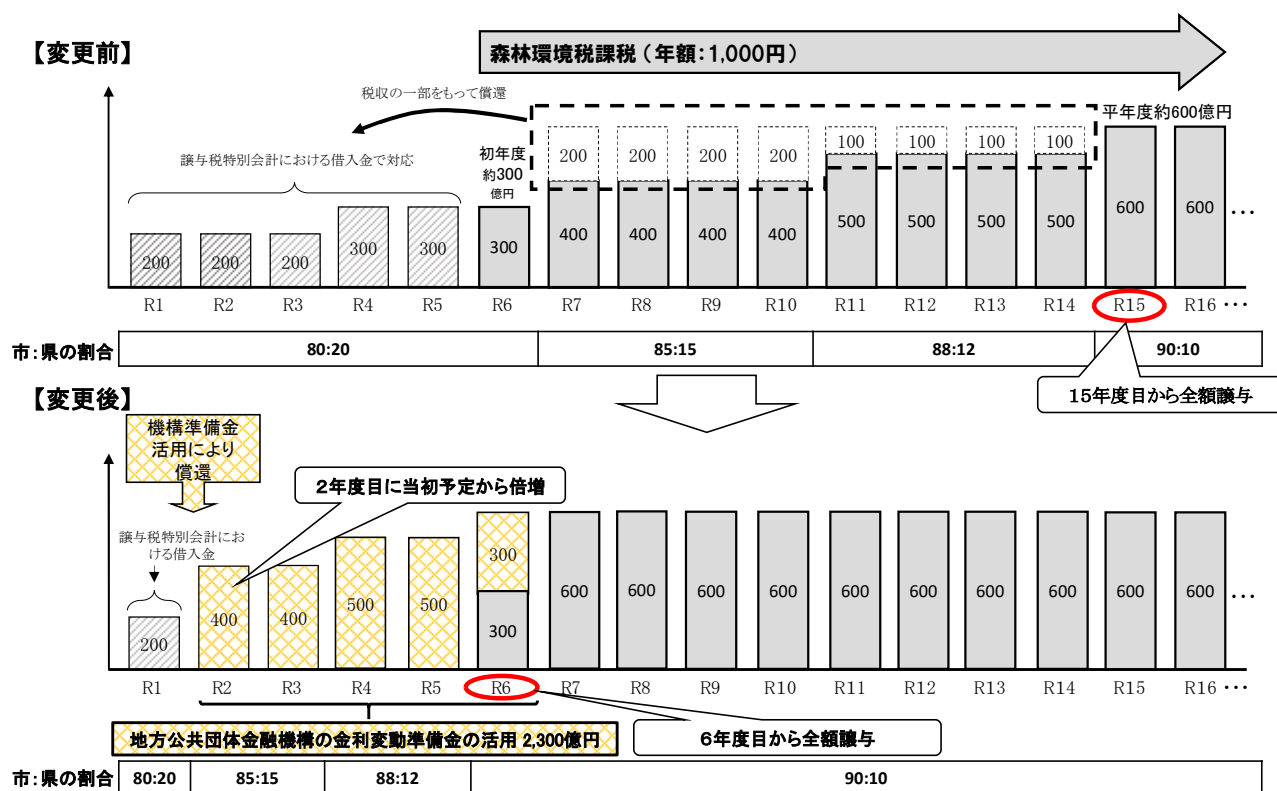 【変更前】
森林環境税課税（年額：1,000円）
税収の一部をもって償還
平年度約600億円
譲与税特別会計における借入金で対応
初年度
約300
億円
200 200 200 200 100 100 100 100
200 200 200 300 300 300 400 400 400 400 500 500 500 500 600 600 …
R1 R2 R3 R4 R5 R6 R7 R8 R9 R10 R11 R12 R13 R14 R15 R16 …
市：県の割合 80:20 85:15 88:12 90:10
15年度目から全額譲与
【変更後】
機構準備金
活用により
償還
2年度目に当初予定から倍増
譲与税特別会計にお
ける借入金
300
200 400 400 500 500 300 600 600 600 600 600 600 600 600 600 600 …
R1 R2 R3 R4 R5 R6 R7 R8 R9 R10 R11 R12 R13 R14 R15 R16 …
地方公共団体金融機構の金利変動準備金の活用 2,300億円
6年度目から全額譲与
市：県の割合 80:20 85:15 88:12 90:10